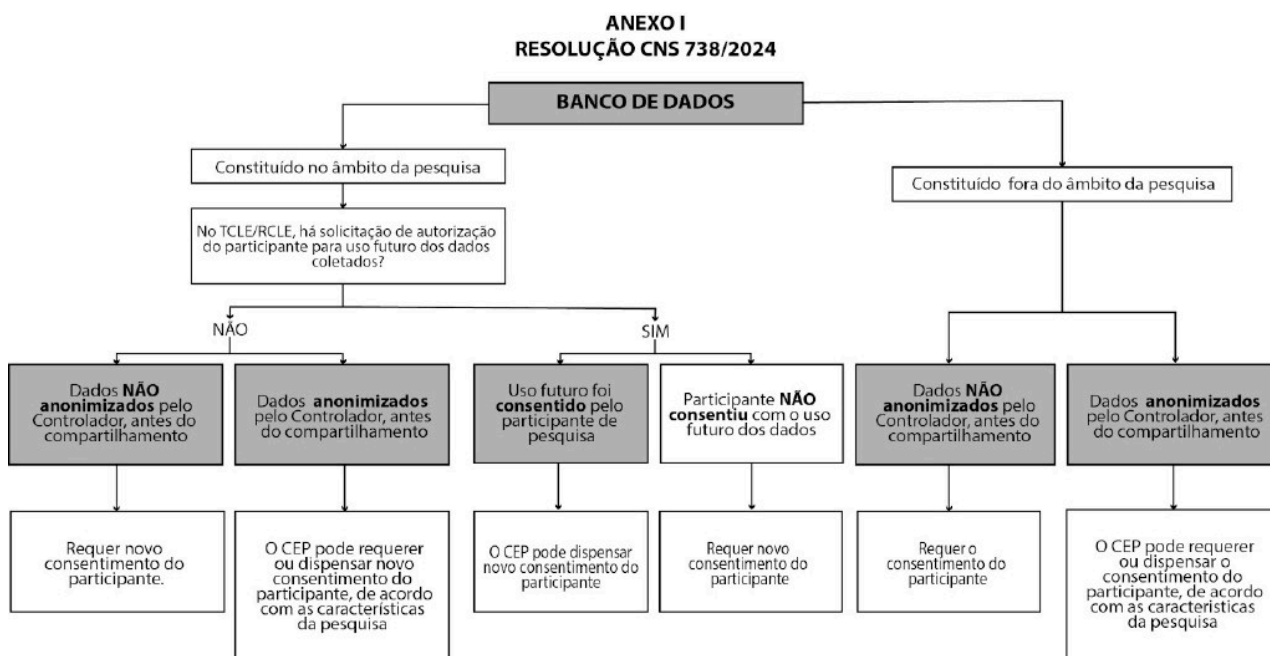 ANEXO I
RESOLUÇÃO CNS 738/2024
BANCO DE DADOS
Constituído no âmbito da pesquisa
Constituído fora do âmbito da pesquisa
No TCLE/RCLE, há solicitação de autorização
do participante para uso futuro dos dados
coletados?
NÃO
SIM
Dados NÃO
anonimizados pelo
Controlador, antes do
compartilhamento
Dados anonimizados
pelo Controlador, antes
do compartilhamento
Uso futuro foi
consentido pelo
participante de
pesquisa
Participante NÃO
consentiu com o uso
futuro dos dados
Dados NÃO
anonimizados pelo
Controlador, antes do
compartilhamento
Dados anonimizados
pelo Controlador, antes
do compartilhamento
Requer novo
consentimento do
participante.
O CEP pode requerer
ou dispensar novo
consentimento do
participante, de acordo
com as características
da pesquisa
O CEP pode dispensar
novo consentimento do
participante
Requer novo
consentimento do
participante
Requer o
consentimento do
participante
O CEP pode requerer
ou dispensar o
consentimento do
participante, de acordo
com as caracteristicas
da pesquisa